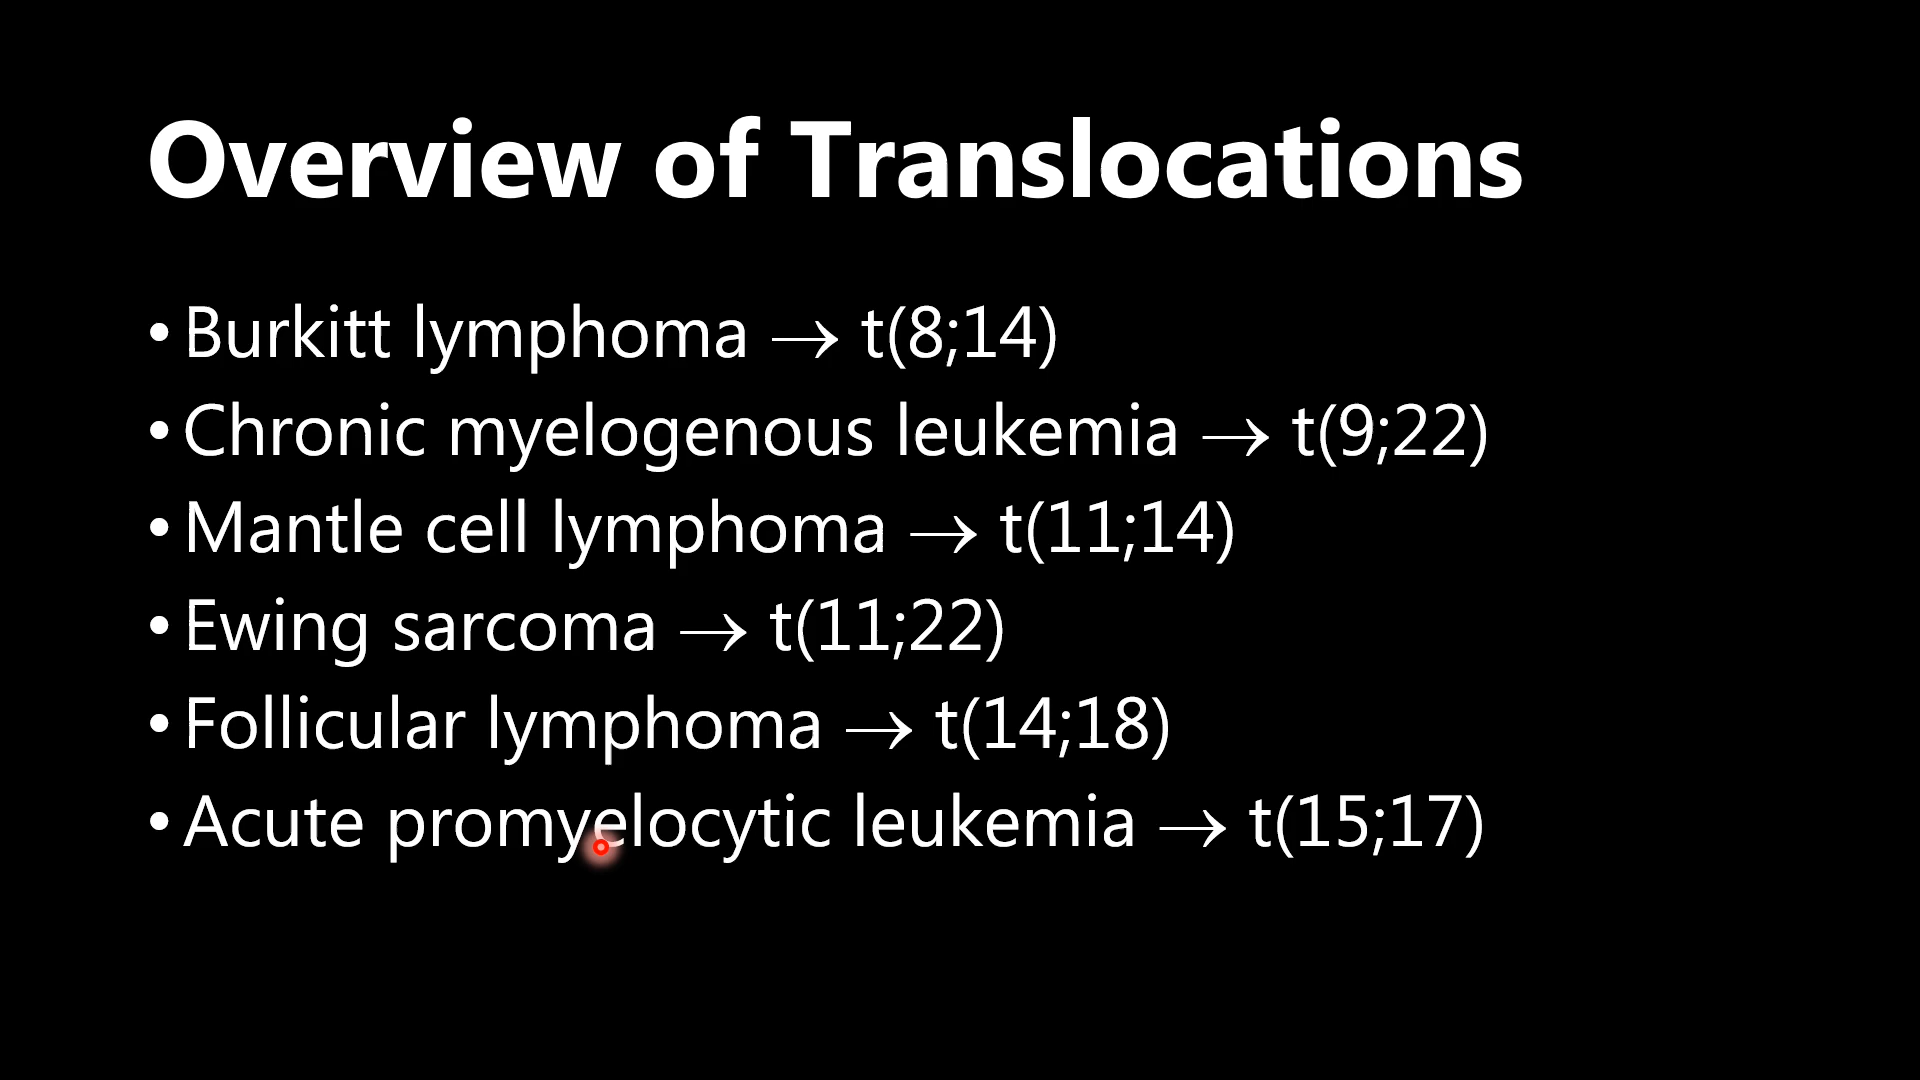 Overview of Translocations
• Burkitt lymphoma → t(8;14)
• Chronic myelogenous leukemia → t(9;22)
• Mantle cell lymphoma → t(11;14)
• Ewing sarcoma → t(11;22)
• Follicular lymphoma → t(14;18)
• Acute promyelocytic leukemia → t(15;17)